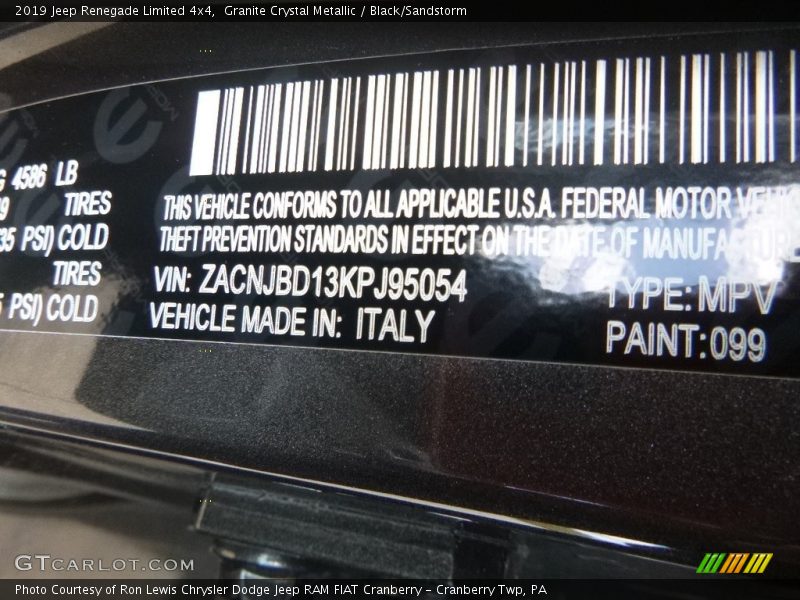 2019 Jeep Renegade Limited 4x4, Granite Crystal Metallic / Black/Sandstorm
4586 LB
TIRES
PSI) COLD
TIRES
PSI) COLD
THIS VEHICLE CONFORMS TO ALL APPLICABLE U.S.A. FEDERAL MOTOR
THEFT PREVENTION STANDARDS IN EFFECT ON THE DATE OF MANUFACTURE
VIN: ZACNJBD13KPJ95054
TYPE: MPV
VEHICLE MADE IN: ITALY
PAINT: 099
GTCARLOT.COM
Photo Courtesy of Ron Lewis Chrysler Dodge Jeep RAM FIAT Cranberry - Cranberry Twp, PA